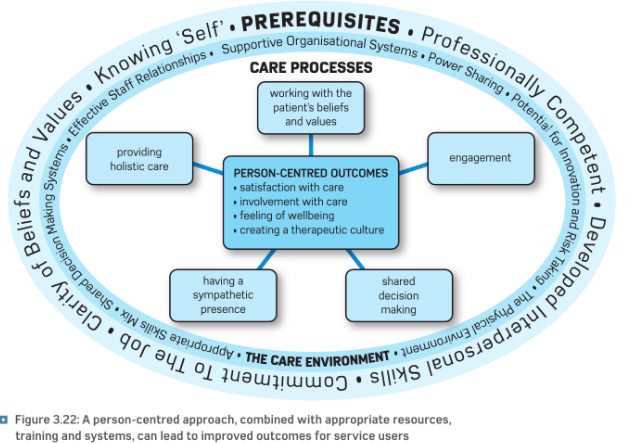 PREREQUISITES • Professionally Competent • Developed Interpersonal Skills • Commitment To The Job • Clarity of Beliefs and Values • Knowing ‘Self’ •
Supportive Organisational Systems • Power Sharing • Potential for Innovation and Risk Taking • The Physical Environment • THE CARE ENVIRONMENT • Appropriate Skills Mix • Shared Decision Making Systems • Effective Staff Relationships •
CARE PROCESSES
working with the
patient’s beliefs
and values
providing
holistic care
engagement
PERSON-CENTRED OUTCOMES
• satisfaction with care
• involvement with care
• feeling of wellbeing
• creating a therapeutic culture
having a
sympathetic
presence
shared
decision
making
Figure 3.22: A person-centred approach, combined with appropriate resources,
training and systems, can lead to improved outcomes for service users